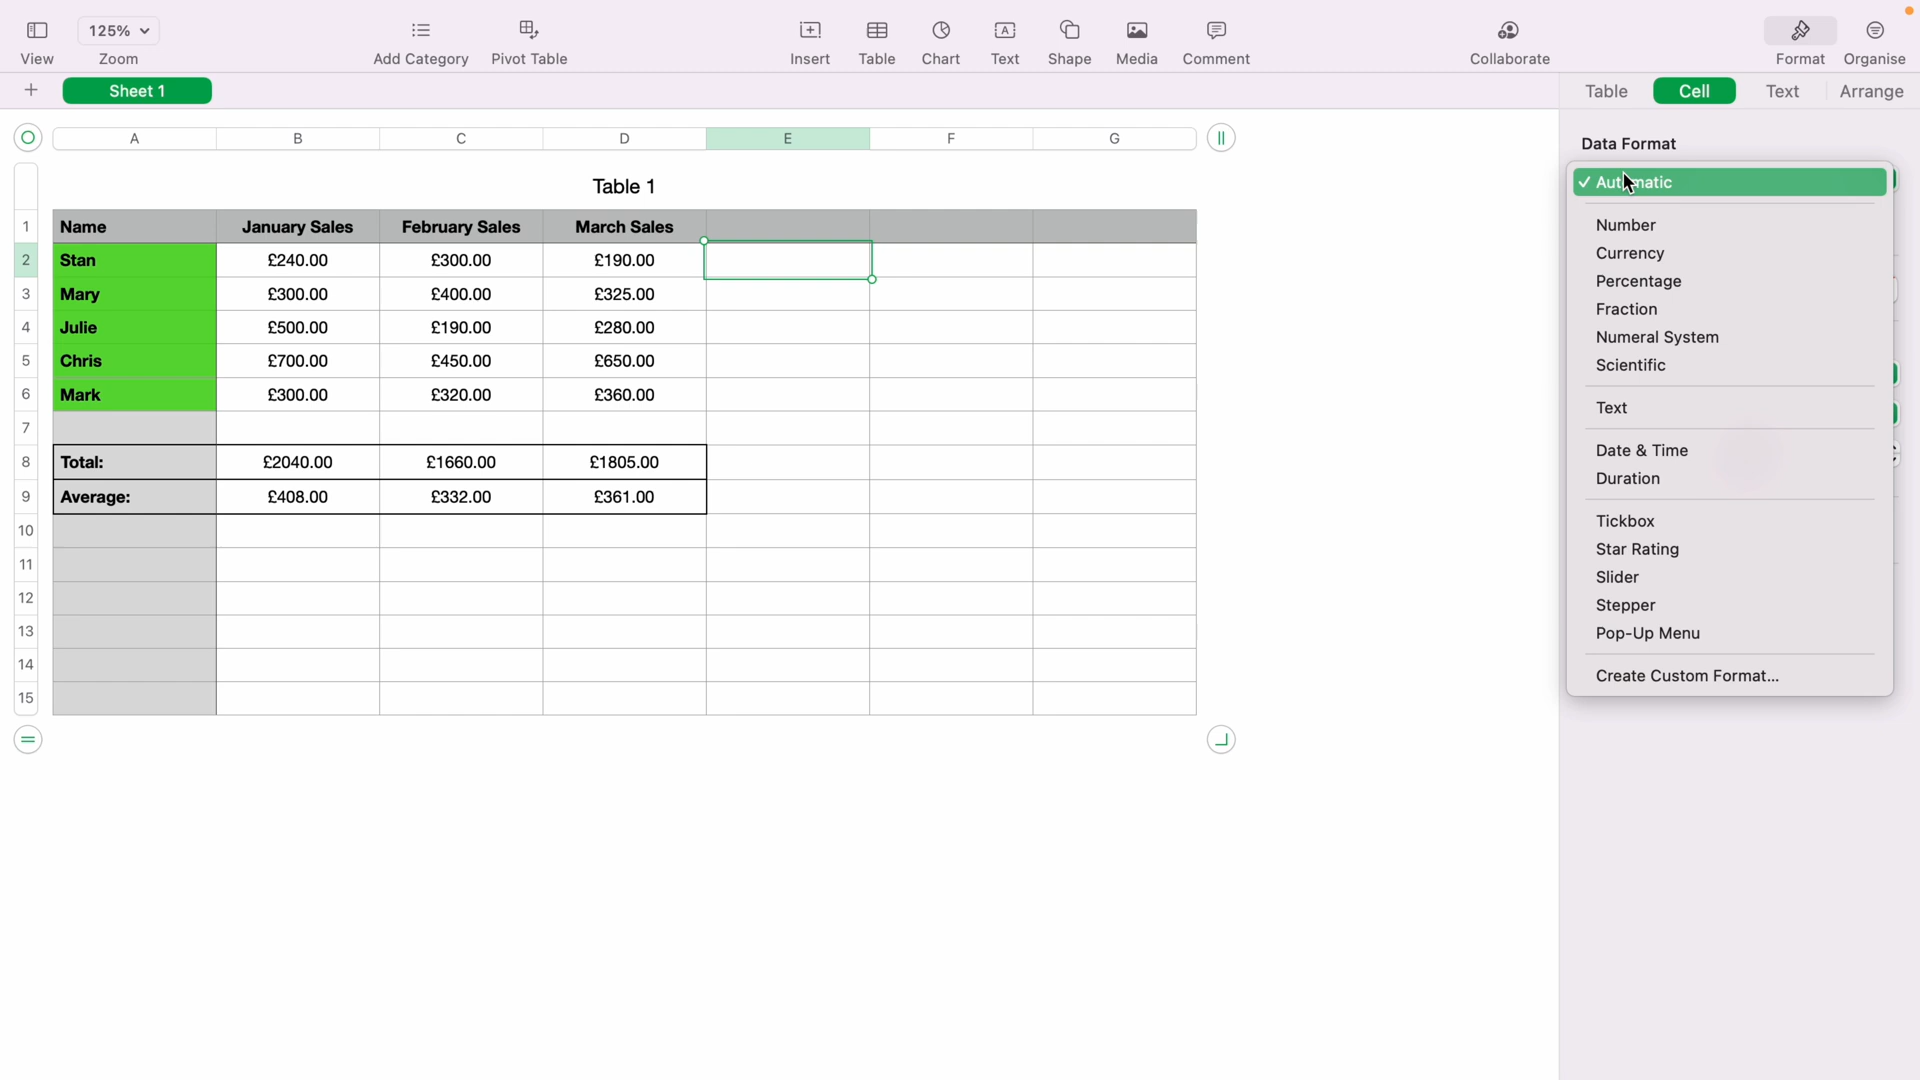 125%
View
Zoom
Add Category
Pivot Table
Insert
Table
Chart
Text
Shape
Media
Comment
Collaborate
Format
Organise
+ Sheet 1
Table Cell Text Arrange
A B C D E F G
Table 1
1 Name January Sales February Sales March Sales
2 Stan £240.00 £300.00 £190.00
3 Mary £300.00 £400.00 £325.00
4 Julie £500.00 £190.00 £280.00
5 Chris £700.00 £450.00 £650.00
6 Mark £300.00 £320.00 £360.00
7
8 Total: £2040.00 £1660.00 £1805.00
9 Average: £408.00 £332.00 £361.00
10
11
12
13
14
15
Data Format
✓ Automatic
Number
Currency
Percentage
Fraction
Numeral System
Scientific
Text
Date & Time
Duration
Tickbox
Star Rating
Slider
Stepper
Pop-Up Menu
Create Custom Format...